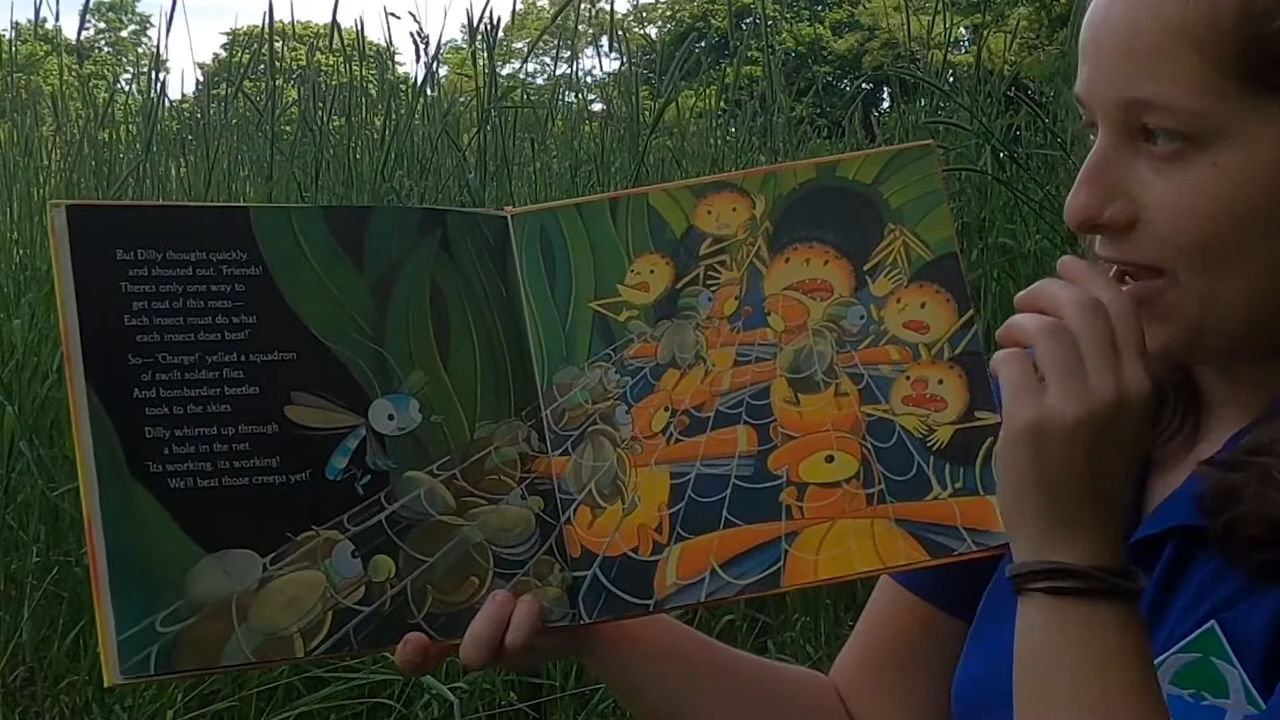 But Dilly thought quickly,
and shouted out, "Friends!
There's only one way to
get out of this mess—
Each insect must do what
each insect does best!"
So—"Charge!" yelled a squadron
of swift soldier flies.
And bombardier beetles
took to the skies
Dilly whirred up through
a hole in the net.
"It's working, it's working!
We'll beat those creeps yet!"